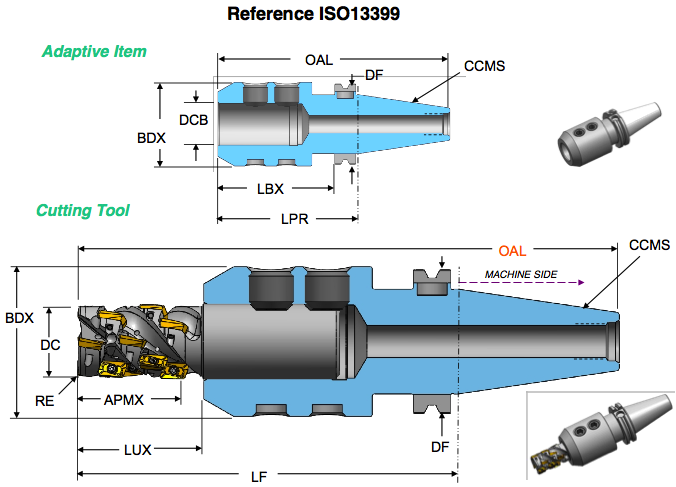 Reference ISO13399
Adaptive Item
OAL
DF
CCMS
DCB
BDX
LBX
LPR
Cutting Tool
OAL
CCMS
MACHINE SIDE
BDX
DC
RE
APMX
DF
LUX
LF